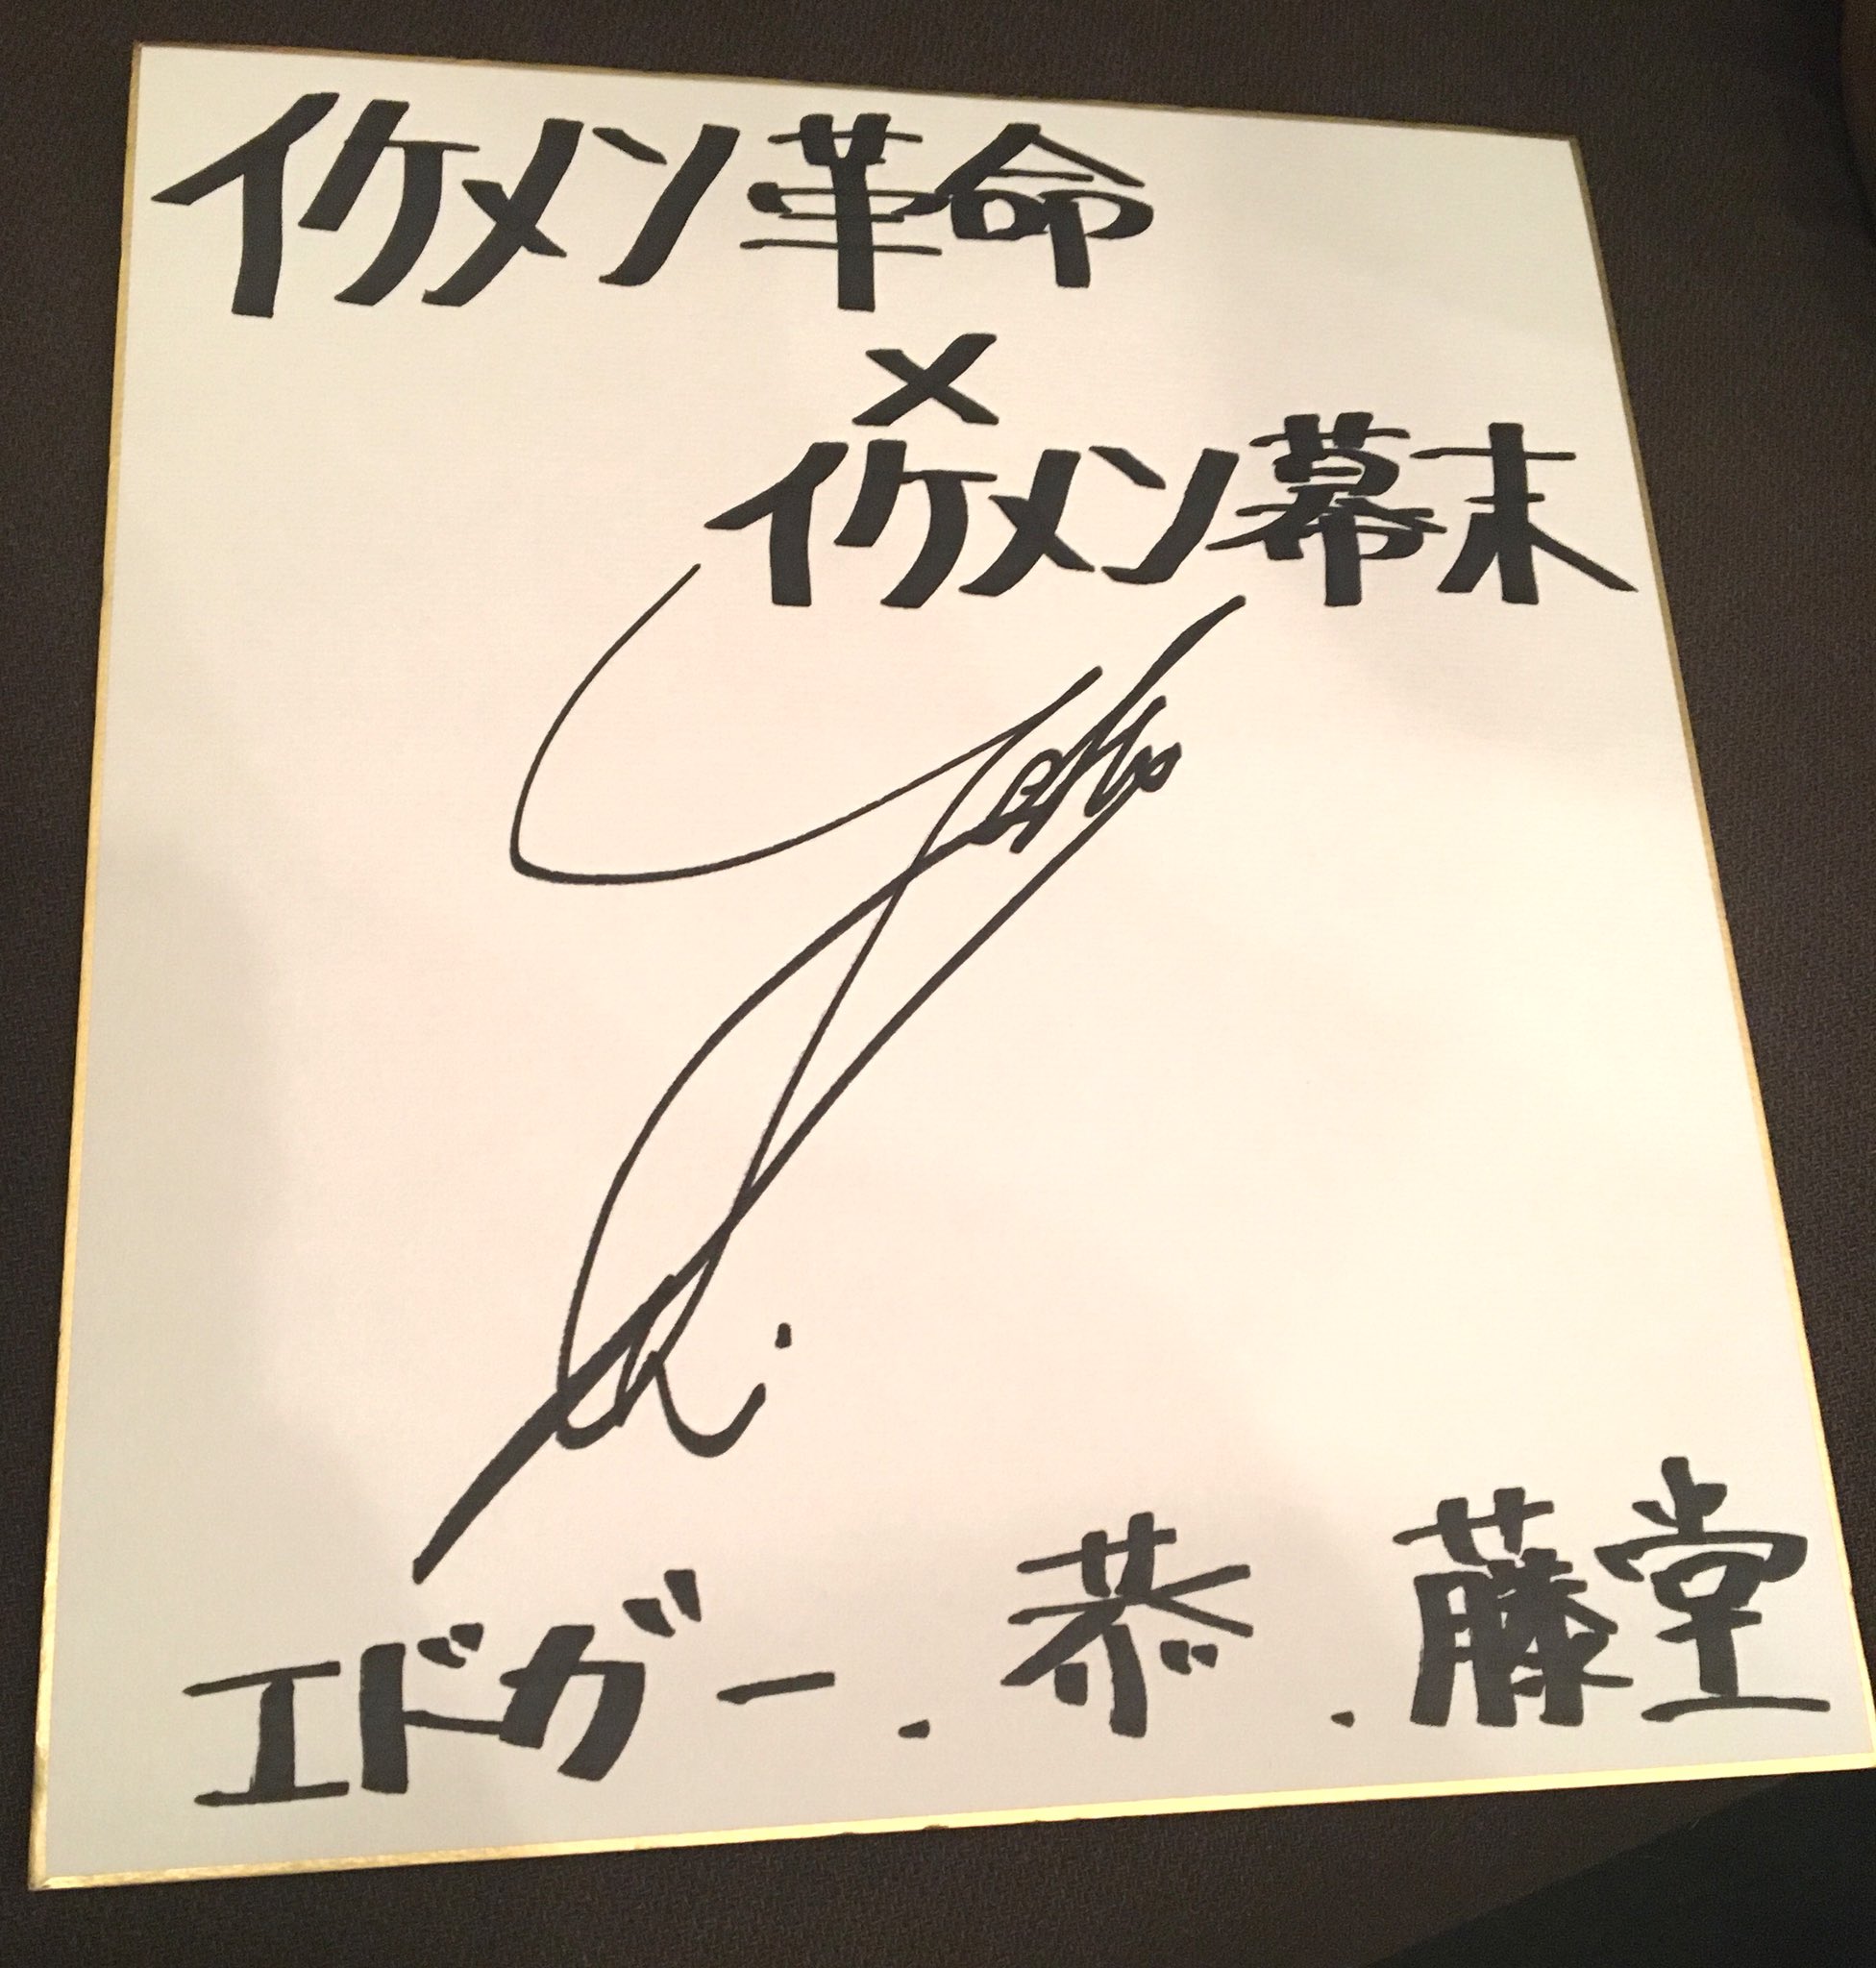 イケメン革命
×
イケメン幕末
エドガー．恭．藤堂